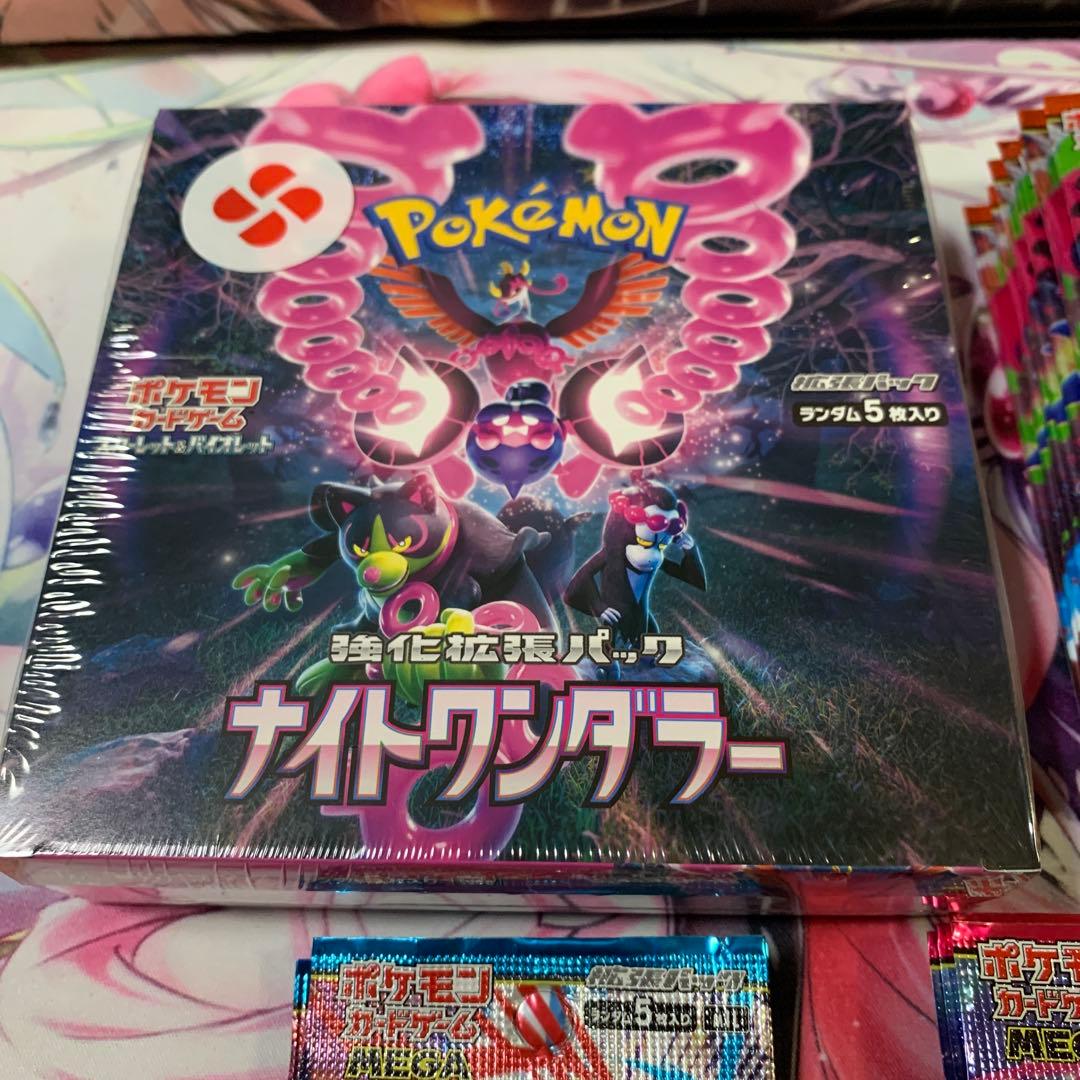 POKéMON
ポケモン
カードゲーム
スカーレット&バイオレット
拡張パック
ランダム5枚入り
強化拡張パック
ナイトワンダラー
ポケモン
カードゲーム
MEGA
拡張パック
ポケモン
カードゲーム